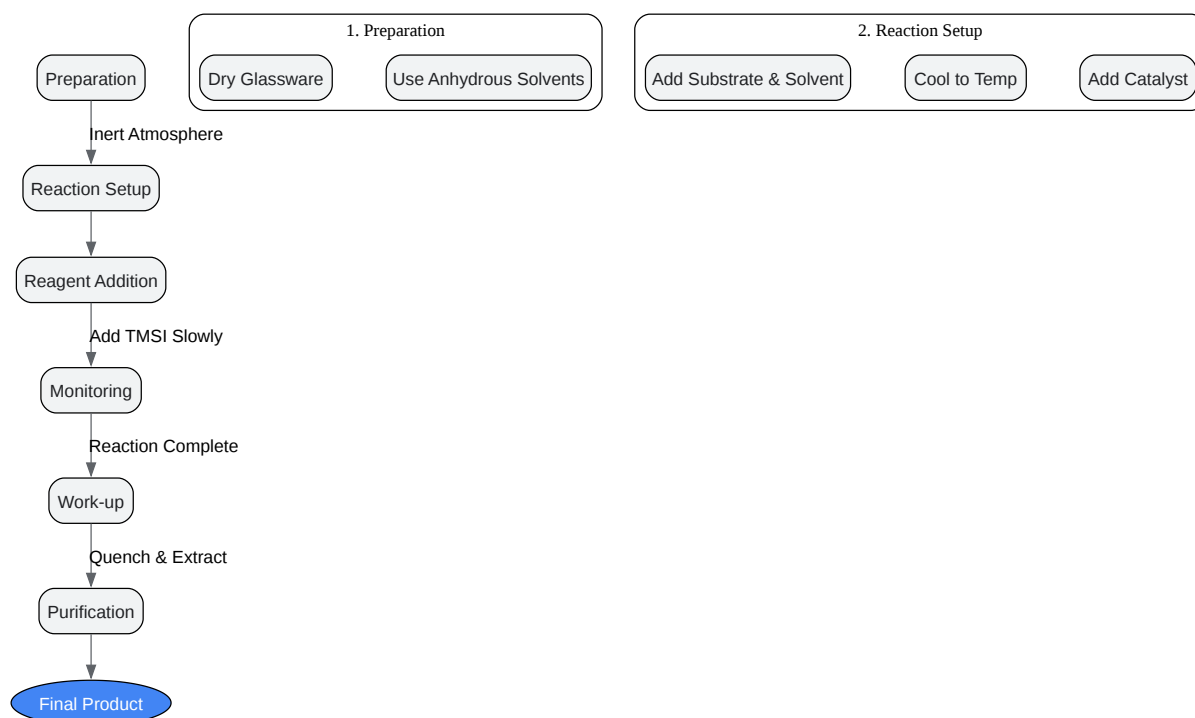 1. Preparation
2. Reaction Setup
Preparation
Dry Glassware
Use Anhydrous Solvents
Add Substrate & Solvent
Cool to Temp
Add Catalyst
Inert Atmosphere
Reaction Setup
Reagent Addition
Add TMSI Slowly
Monitoring
Reaction Complete
Work-up
Quench & Extract
Purification
Final Product